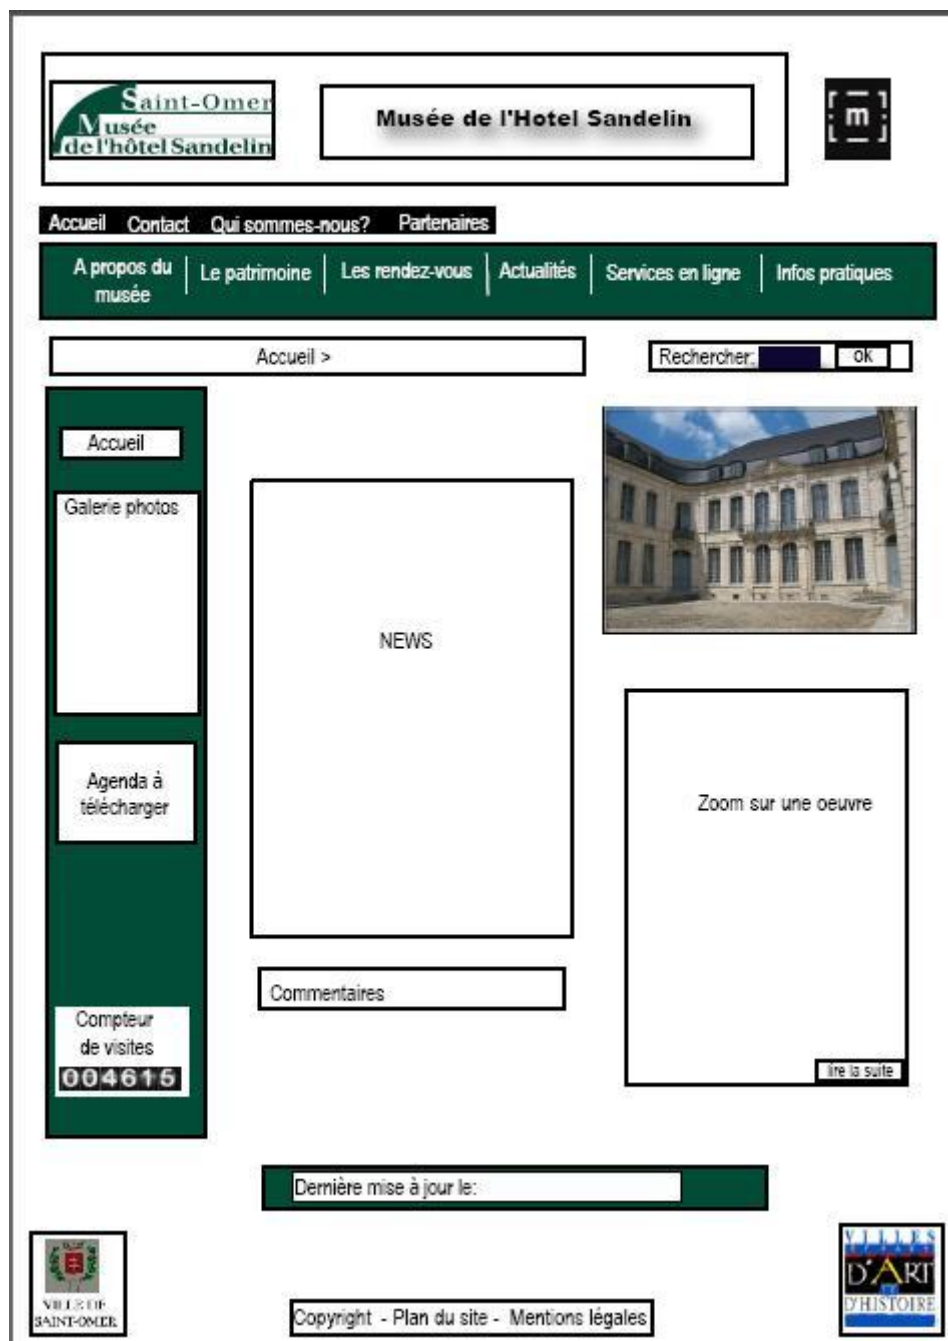 Saint-Omer
Musée
de l'hôtel Sandelin
Musée de l'Hotel Sandelin
m
Accueil Contact Qui sommes-nous? Partenaires
A propos du musée
Le patrimoine
Les rendez-vous
Actualités
Services en ligne
Infos pratiques
Accueil >
Rechercher: ok
Accueil
Galerie photos
NEWS
Agenda à
télécharger
Zoom sur une oeuvre
Commentaires
Compteur
de visites
004615
lire la suite
Dernière mise à jour le:
VILLE DE
SAINT-OMER
VILLES
D'ART
D'HISTOIRE
Copyright - Plan du site - Mentions légales